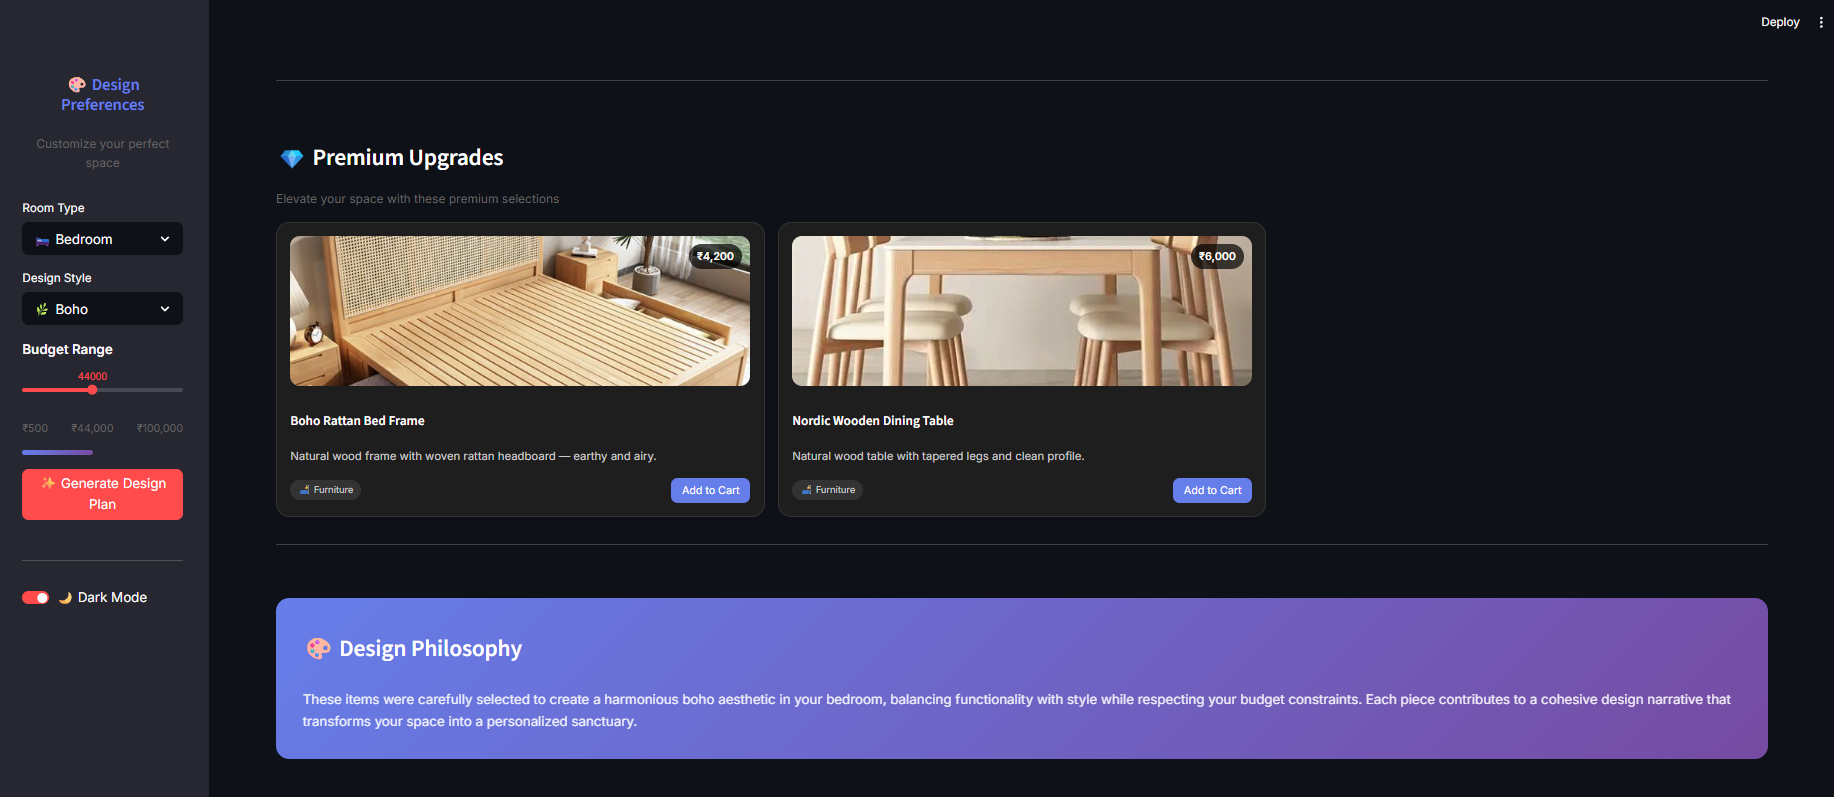 Deploy
Design
Preferences
Customize your perfect
space
Room Type
Bedroom
Design Style
Boho
Budget Range
44000
₹500 ₹44,000 ₹100,000
✨ Generate Design
Plan
🌙 Dark Mode
💎 Premium Upgrades
Elevate your space with these premium selections
₹4,200
Boho Rattan Bed Frame
Natural wood frame with woven rattan headboard — earthy and airy.
Furniture
Add to Cart
₹6,000
Nordic Wooden Dining Table
Natural wood table with tapered legs and clean profile.
Furniture
Add to Cart
🎨 Design Philosophy
These items were carefully selected to create a harmonious boho aesthetic in your bedroom, balancing functionality with style while respecting your budget constraints. Each piece contributes to a cohesive design narrative that
transforms your space into a personalized sanctuary.